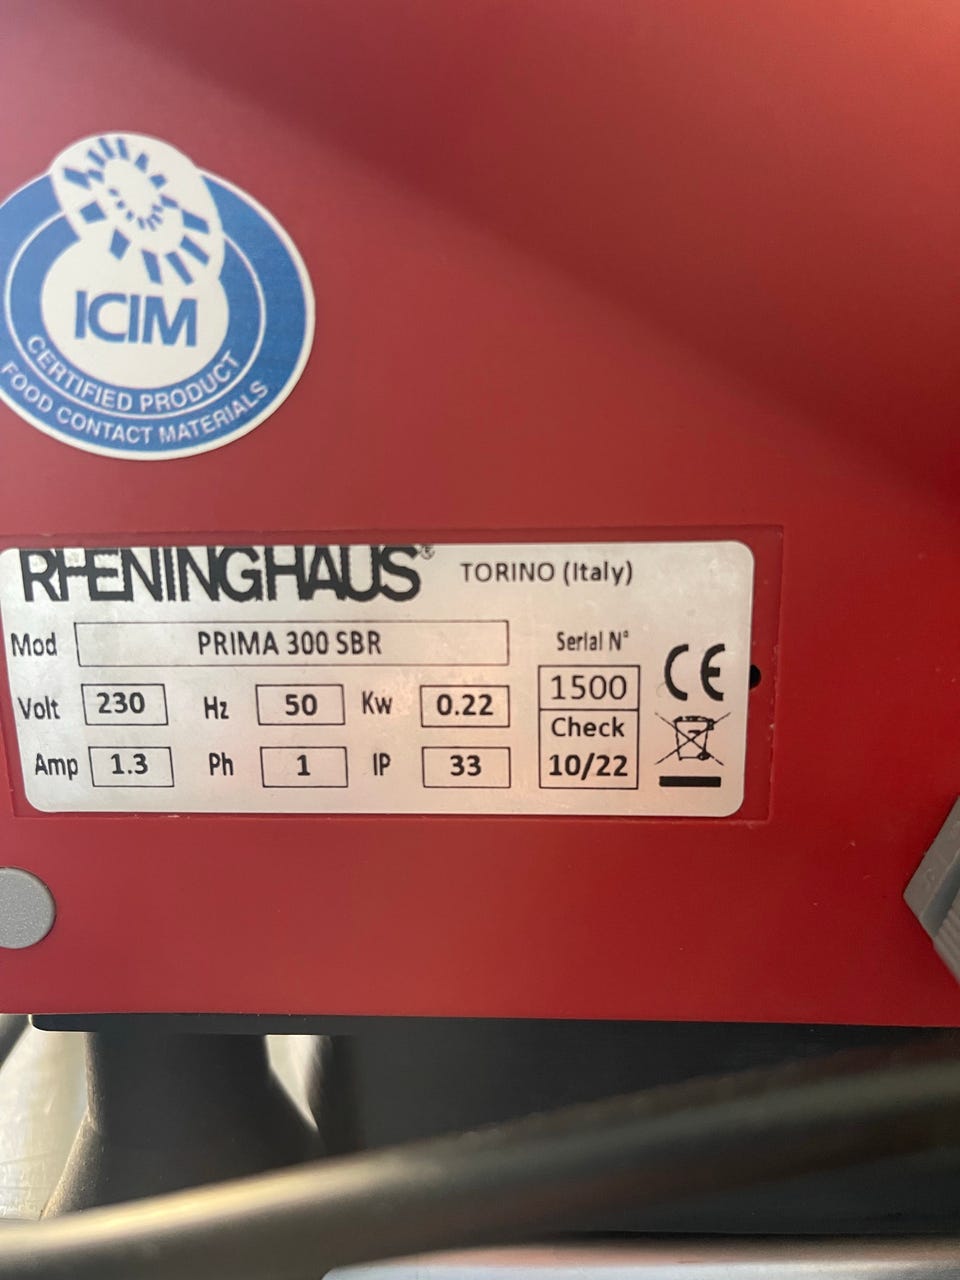 ICIM
CERTIFIED PRODUCT
FOOD CONTACT MATERIALS
RHENINGHAUS® TORINO (Italy)
Mod PRIMA 300 SBR Serial N°
Volt 230 Hz 50 Kw 0.22 1500 CE
Check
Amp 1.3 Ph 1 IP 33 10/22